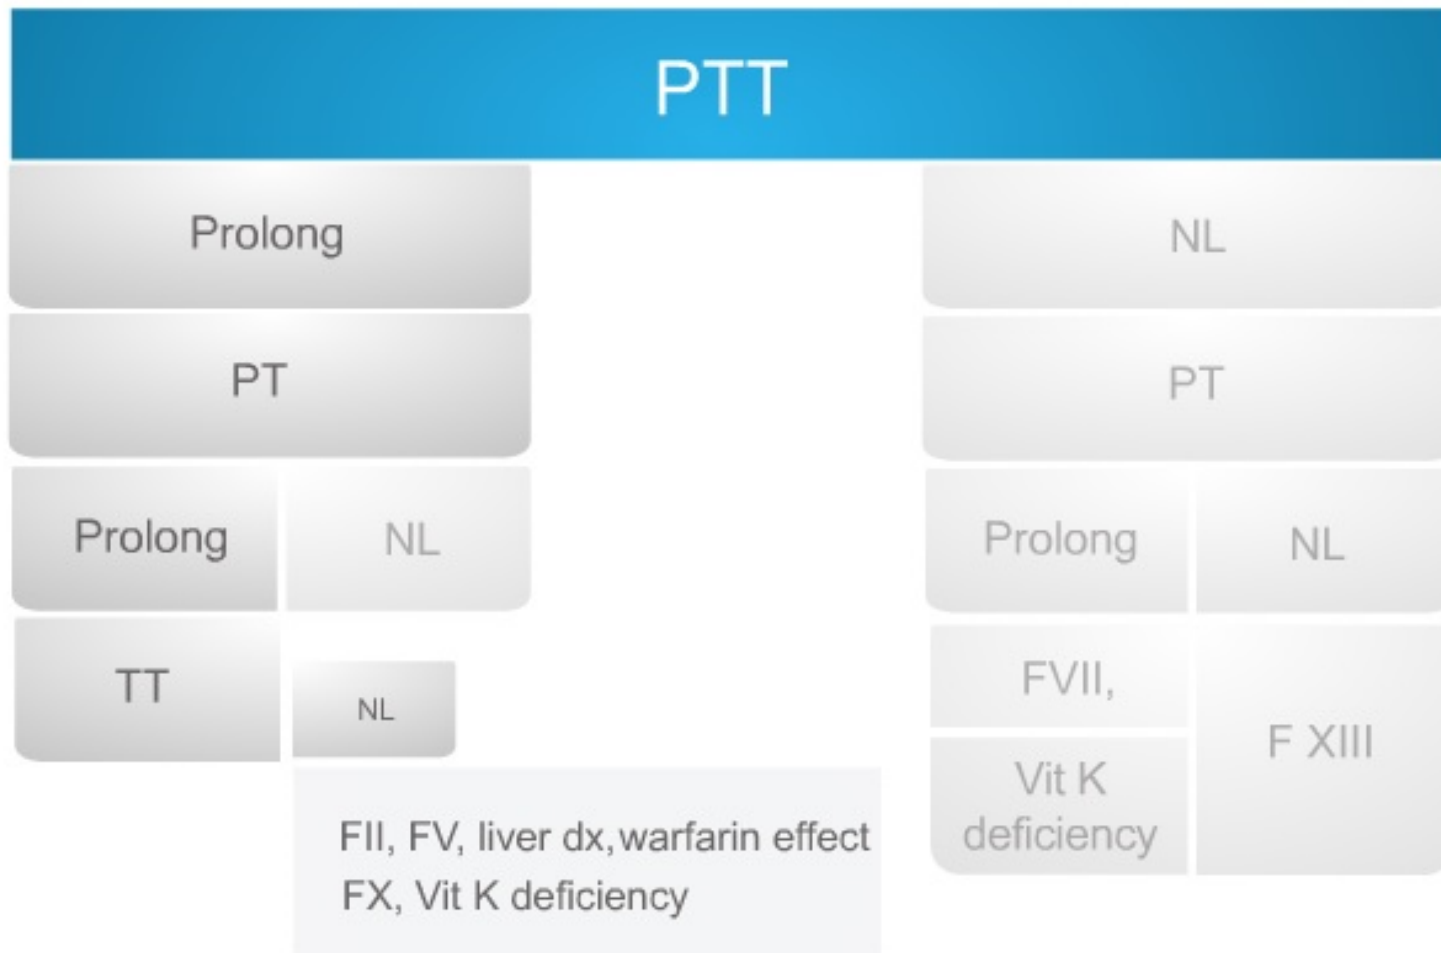 PTT
Prolong
NL
PT
PT
Prolong
NL
Prolong
NL
TT
NL
FVII,
F XIII
Vit K
deficiency
FII, FV, liver dx, warfarin effect
FX, Vit K deficiency